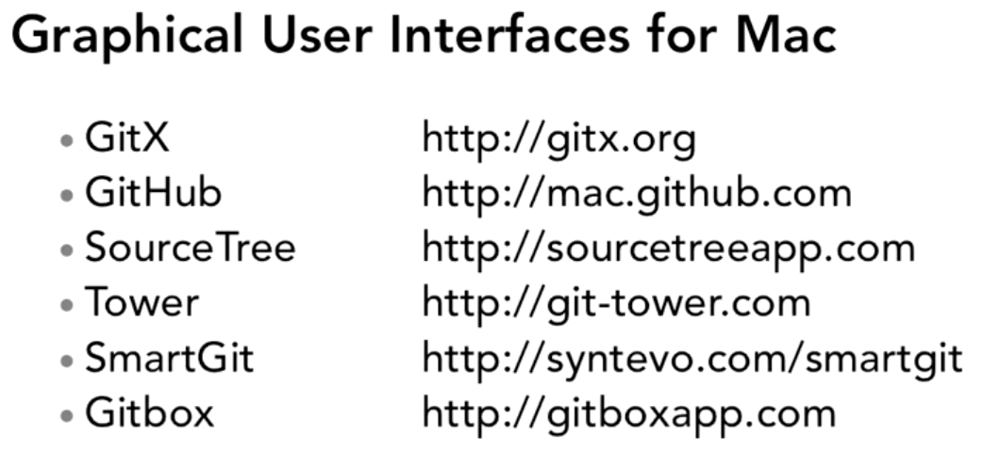 Graphical User Interfaces for Mac
• GitX http://gitx.org
• GitHub http://mac.github.com
• SourceTree http://sourcetreeapp.com
• Tower http://git-tower.com
• SmartGit http://syntevo.com/smartgit
• Gitbox http://gitboxapp.com